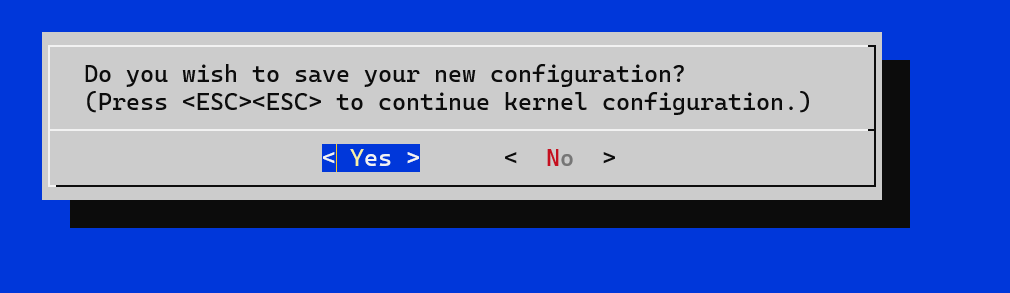 Do you wish to save your new configuration?
(Press <ESC><ESC> to continue kernel configuration.)
< Yes > < No >